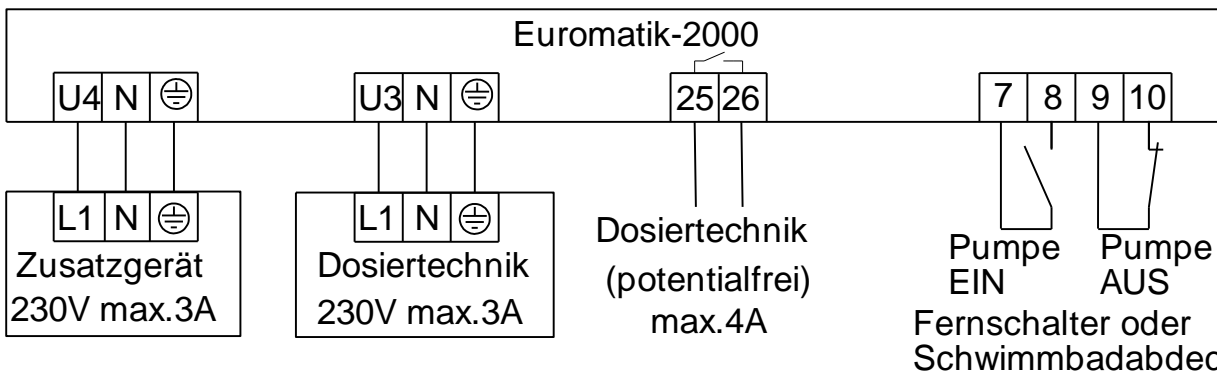 Euromatik-2000
U4 N
U3 N
25 26
7 8 9 10
L1 N
Zusatzgerät
230V max.3A
L1 N
Dosiertechnik
230V max.3A
Dosiertechnik
(potentialfrei)
max.4A
Pumpe
EIN
Pumpe
AUS
Fernschalter oder
Schwimmbadabdec